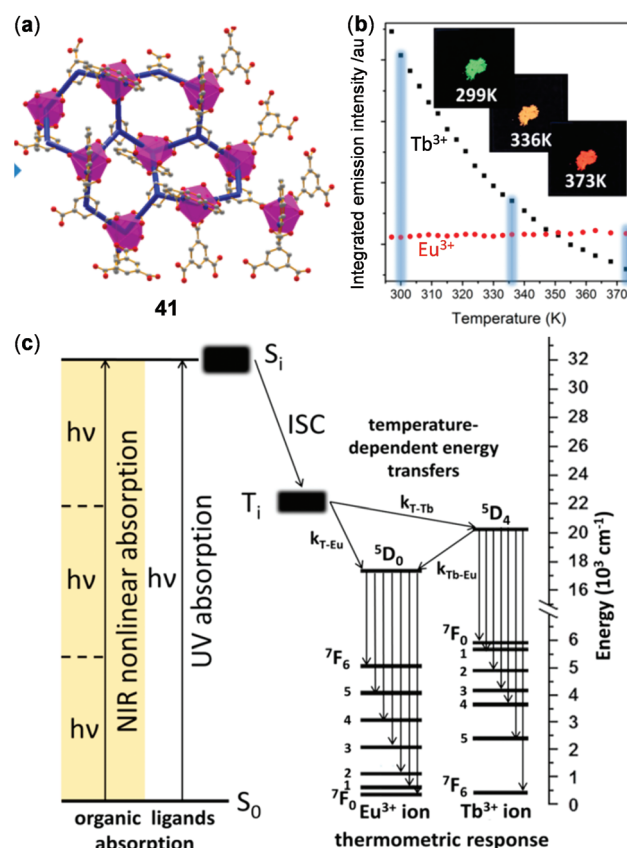 (a)
41
(b)
Integrated emission intensity /au
Tb³⁺
Eu³⁺
299K
336K
373K
300 310 320 330 340 350 360 370
Temperature (K)
(c)
Sᵢ
ISC
Tᵢ
S₀
hν
hν
hν
NIR nonlinear absorption
hν
UV absorption
organic ligands
absorption
temperature-
dependent energy
transfers
k_T-Tb
k_T-Eu
k_Tb-Eu
⁵D₄
⁵D₀
⁷F₆
5
4
3
2
1
⁷F₀
Eu³⁺ ion
⁷F₀
1
2
3
4
5
⁷F₆
Tb³⁺ ion
thermometric response
32
30
28
26
24
22
20
18
16
6
5
4
3
2
1
0
Energy (10³ cm⁻¹)